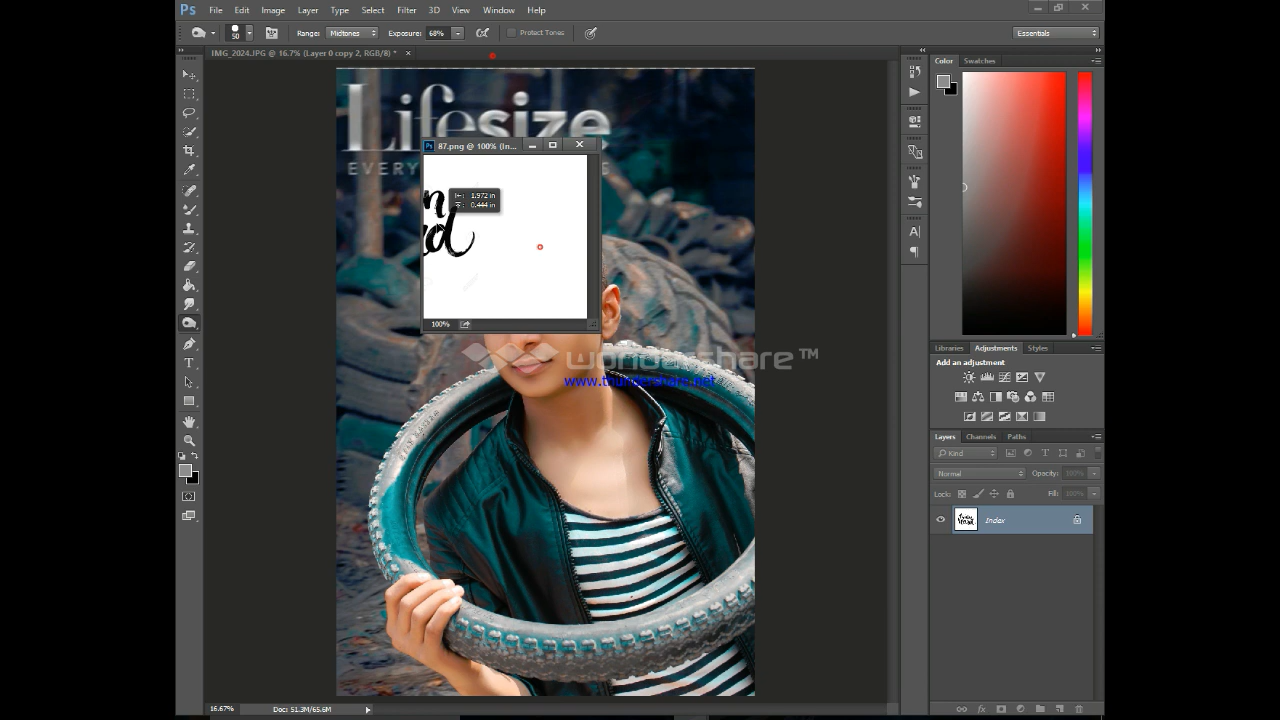 Ps File Edit Image Layer Type Select Filter 3D View Window Help
50 Range: Midtones Exposure: 68% Protect Tones Essentials
IMG_2024.JPG @ 16.7% (Layer 0 copy 2, RGB/8) *
Color Swatches
Lifesize
EVERY
Ps 87.png @ 100% (In...
1.972 in
0.444 in
100%
wondershare™
www.thundershare.net
Libraries Adjustments Styles
Add an adjustment
Layers Channels Paths
Kind
Normal Opacity: 100%
Lock: Fill: 100%
Index
16.67% Doc: 51.3M/65.6M